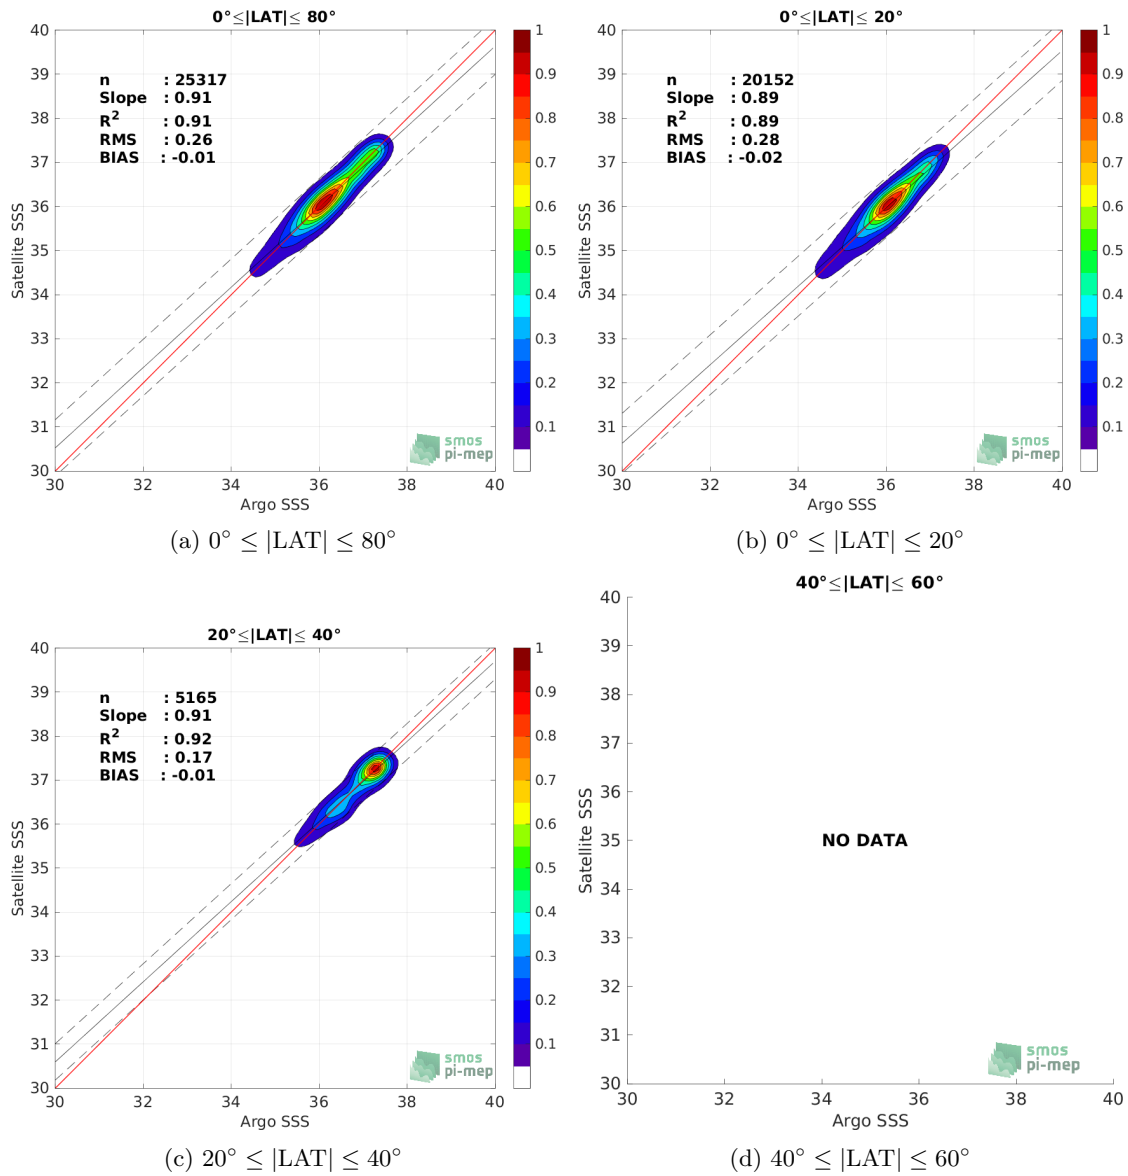 0°≤|LAT|≤ 80°
40
39
38
37
36
35
34
33
32
31
30
Satellite SSS
n : 25317
Slope : 0.91
R2 : 0.91
RMS : 0.26
BIAS : -0.01
smos
pi-mep
30 32 34 36 38 40
Argo SSS
1
0.9
0.8
0.7
0.6
0.5
0.4
0.3
0.2
0.1
(a) 0° ≤ |LAT| ≤ 80°
0°≤|LAT|≤ 20°
40
39
38
37
36
35
34
33
32
31
30
Satellite SSS
n : 20152
Slope : 0.89
R2 : 0.89
RMS : 0.28
BIAS : -0.02
smos
pi-mep
30 32 34 36 38 40
Argo SSS
1
0.9
0.8
0.7
0.6
0.5
0.4
0.3
0.2
0.1
(b) 0° ≤ |LAT| ≤ 20°
20°≤|LAT|≤ 40°
40
39
38
37
36
35
34
33
32
31
30
Satellite SSS
n : 5165
Slope : 0.91
R2 : 0.92
RMS : 0.17
BIAS : -0.01
smos
pi-mep
30 32 34 36 38 40
Argo SSS
1
0.9
0.8
0.7
0.6
0.5
0.4
0.3
0.2
0.1
(c) 20° ≤ |LAT| ≤ 40°
40°≤|LAT|≤ 60°
40
39
38
37
36
35
34
33
32
31
30
Satellite SSS
NO DATA
smos
pi-mep
30 32 34 36 38 40
Argo SSS
(d) 40° ≤ |LAT| ≤ 60°